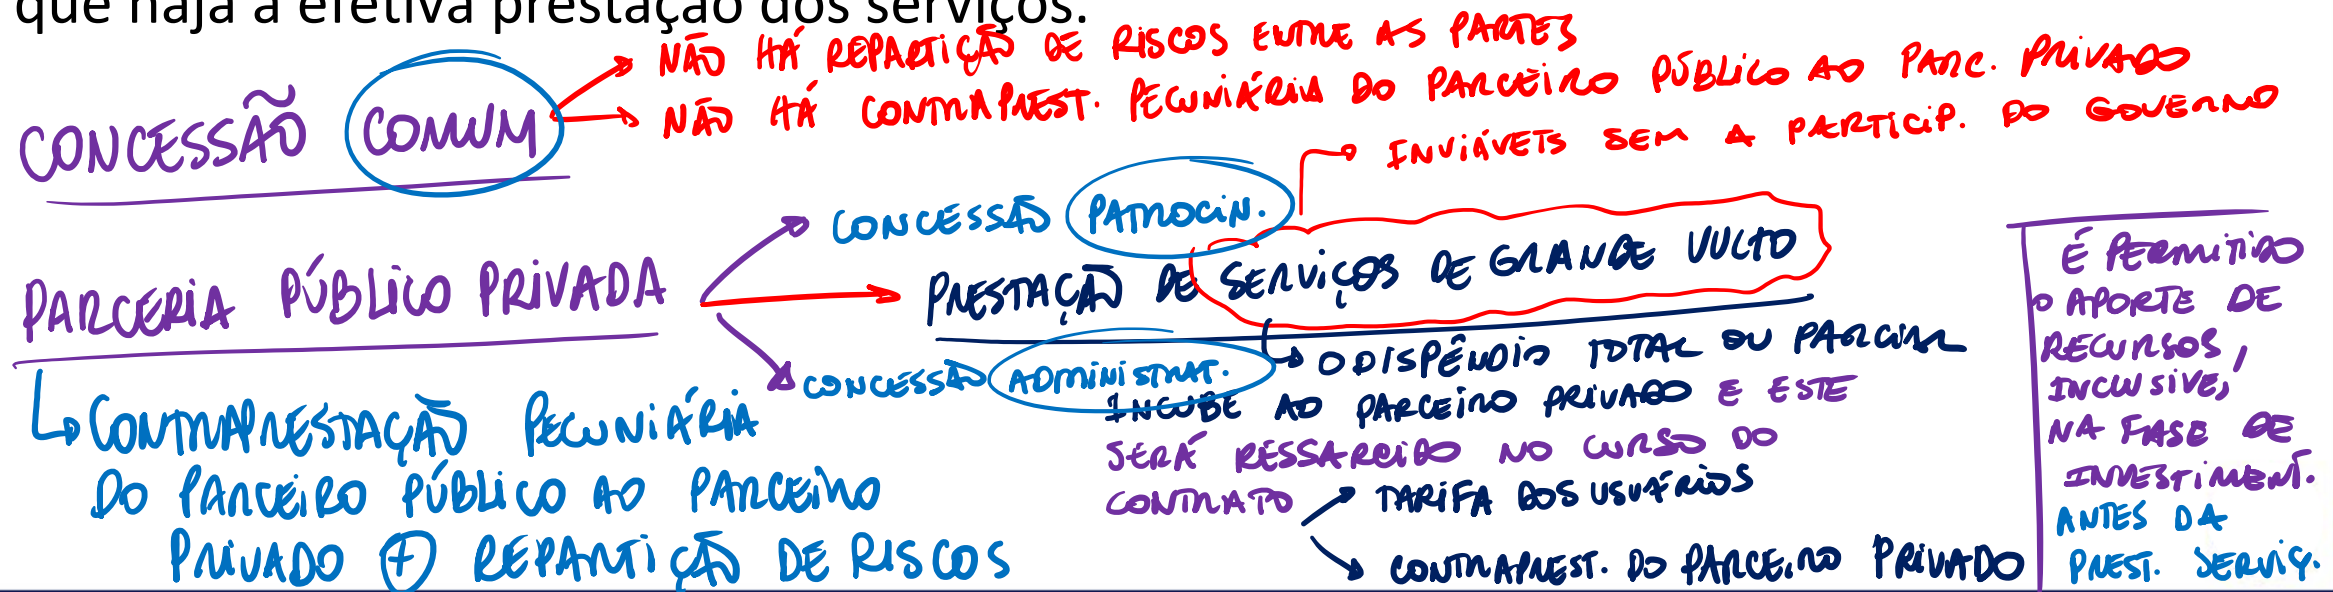 que haja a efetiva prestação dos serviços.
CONCESSÃO COMUM
NÃO HÁ REPARTIÇÃO DE RISCOS ENTRE AS PARTES
NÃO HÁ CONTRAPREST. PECUNIÁRIA DO PARCEIRO PÚBLICO AO PARC. PRIVADO
INVIÁVEIS SEM A PARTICIP. DO GOVERNO
PARCERIA PÚBLICO PRIVADA
CONCESSÃO PATROCIN.
PRESTAÇÃO DE SERVIÇOS DE GRANDE VULTO
CONCESSÃO ADMINISTRAT.
O DISPÊNDIO TOTAL OU PARCIAL
INCUBE AO PARCEIRO PRIVADO E ESTE
SERÁ RESSARCIDO NO CURSO DO
CONTRATO
TARIFA DOS USUÁRIOS
CONTRAPREST. DO PARCEIRO PRIVADO
CONTRAPRESTAÇÃO PECUNIÁRIA
DO PARCEIRO PÚBLICO AO PARCEIRO
PRIVADO + REPARTIÇÃO DE RISCOS
É PERMITIDO
O APORTE DE
RECURSOS,
INCLUSIVE,
NA FASE DE
INVESTIMENT.
ANTES DA
PREST. SERVIÇ.